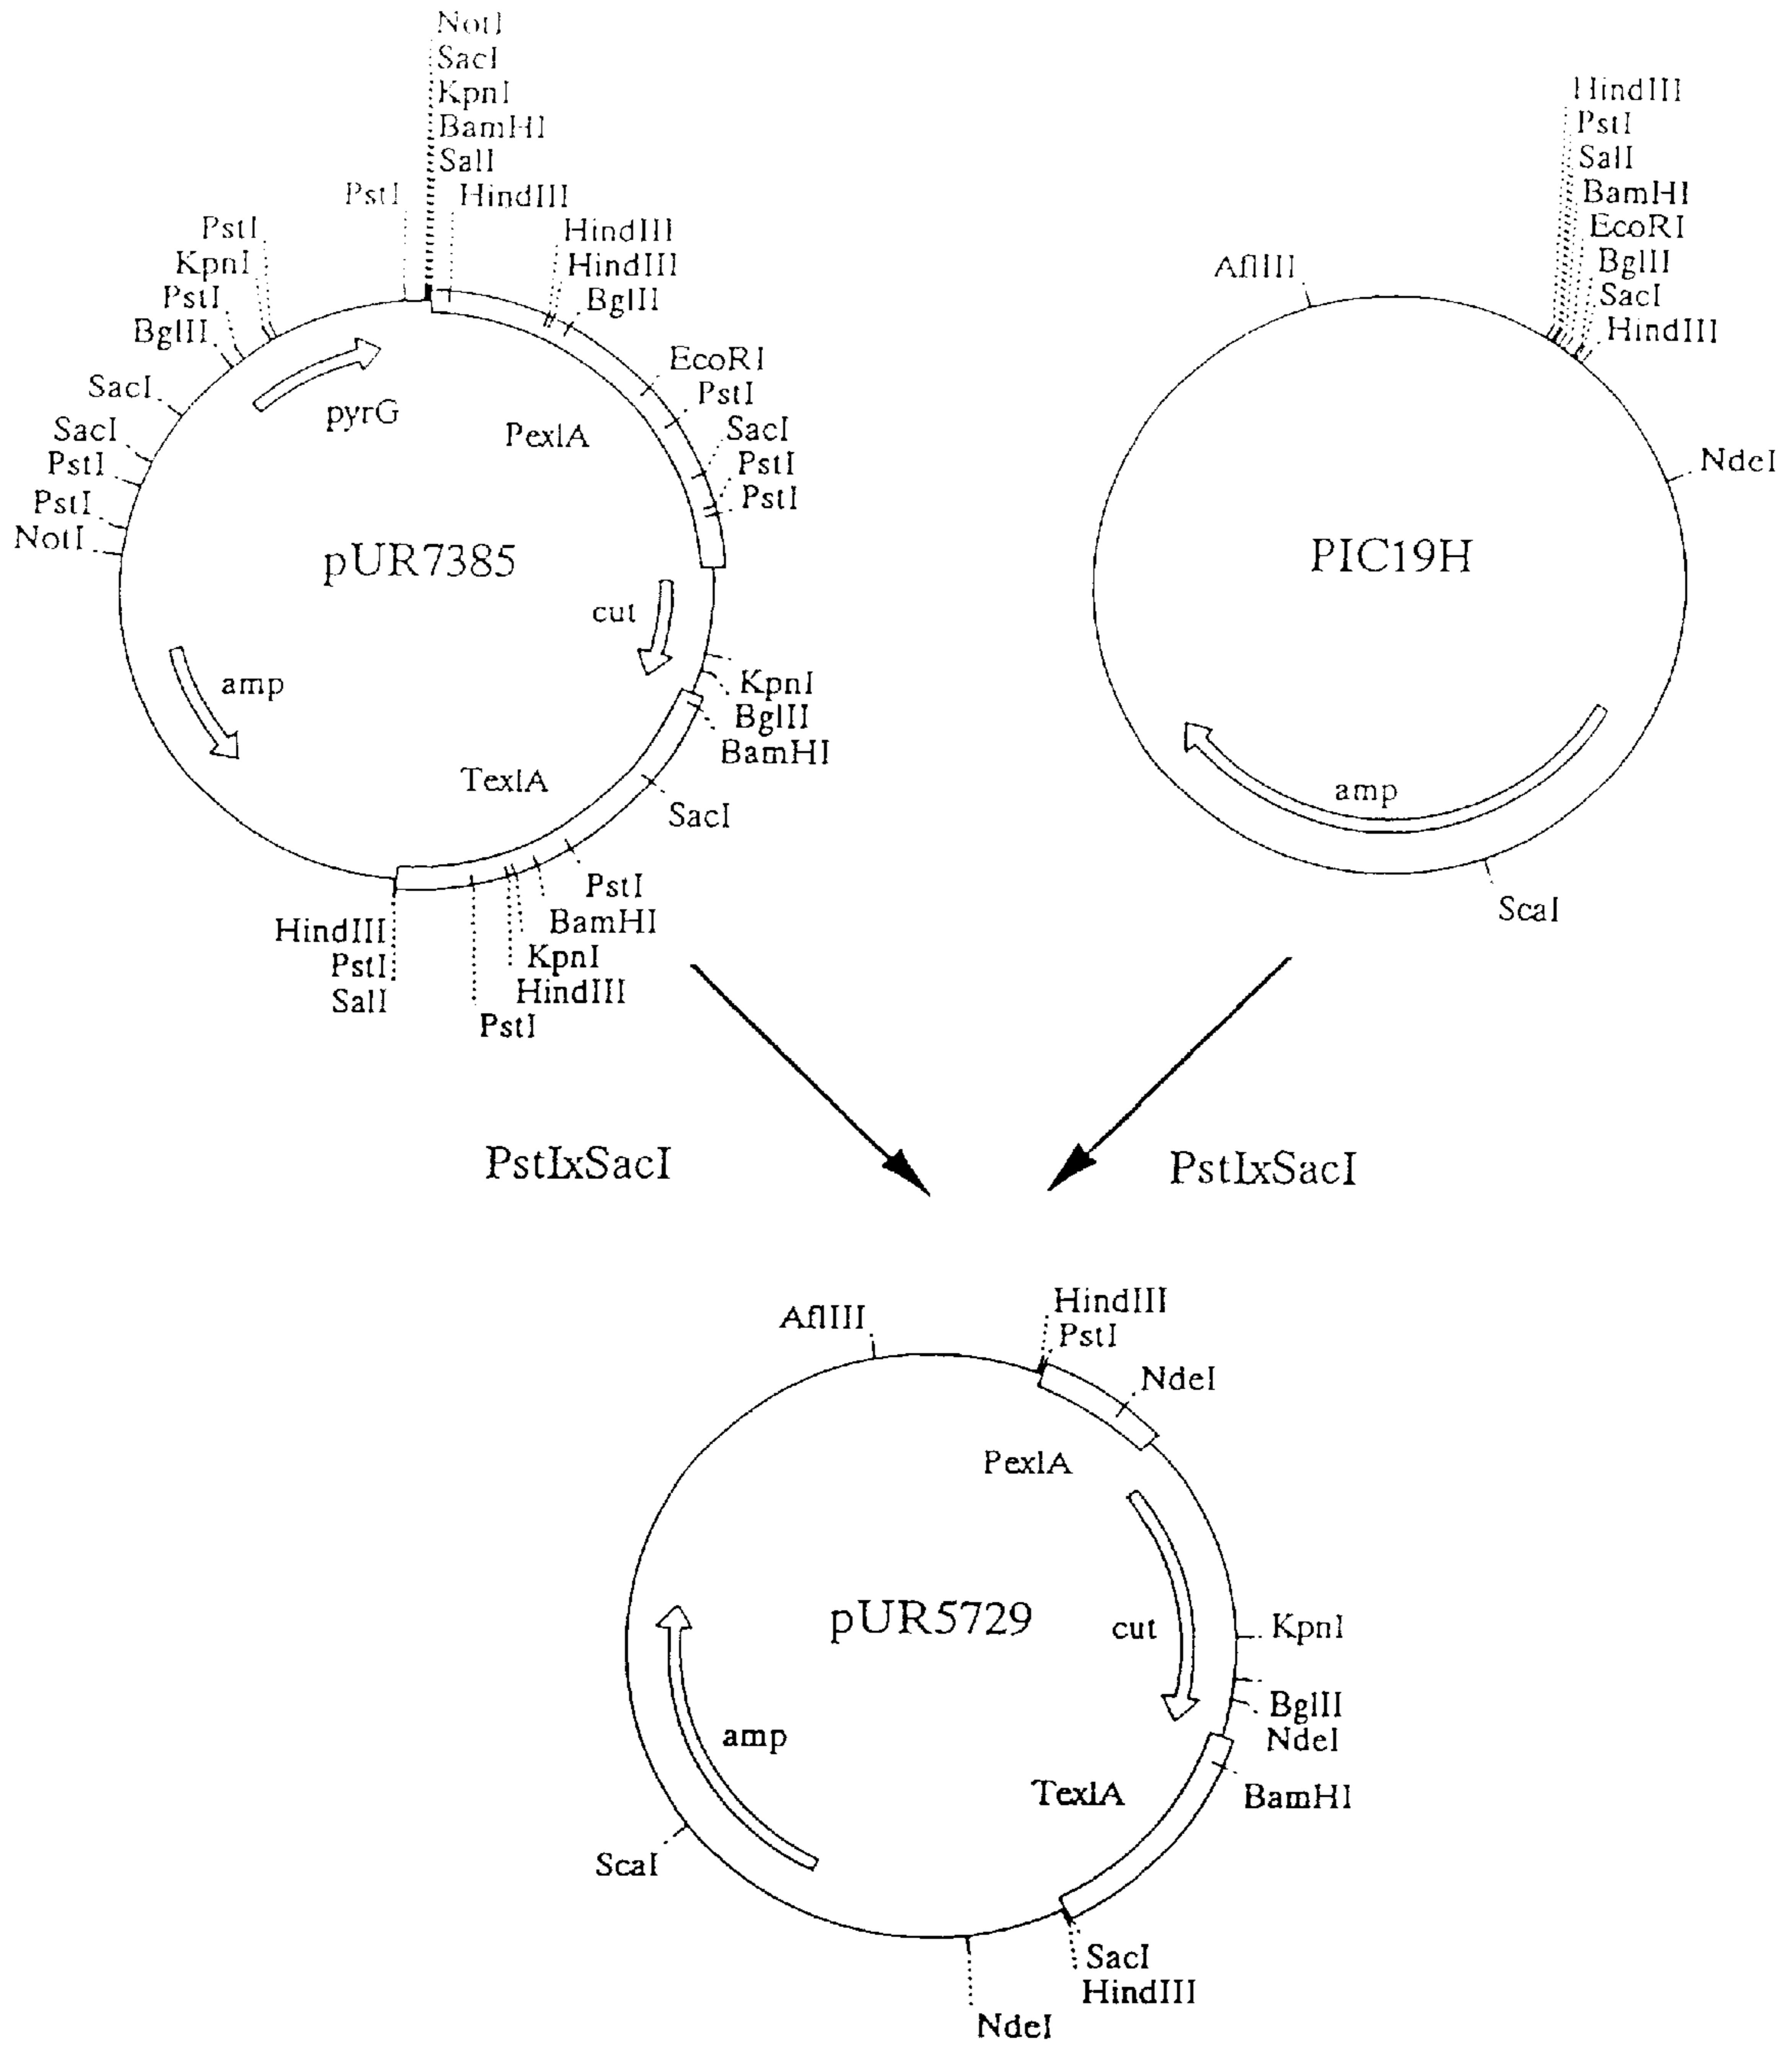 NotI
SacI
KpnI
BamHI
SalI
PstI
HindIII
PstI
KpnI
PstI
BglII
HindIII
HindIII
BglII
SacI
SacI
PstI
PstI
NotI
EcoRI
PstI
SacI
PstI
PstI
pyrG
PexlA
pUR7385
cut
amp
KpnI
BglII
BamHI
TexlA
SacI
PstI
BamHI
KpnI
HindIII
PstI
HindIII
PstI
SalI
HindIII
PstI
SalI
BamHI
EcoRI
BglII
SacI
HindIII
AflIII
NdeI
PIC19H
amp
ScaI
PstIxSacI
PstIxSacI
AflIII
HindIII
PstI
NdeI
PexlA
pUR5729
cut
KpnI
BglII
NdeI
amp
TexlA
BamHI
ScaI
SacI
HindIII
NdeI